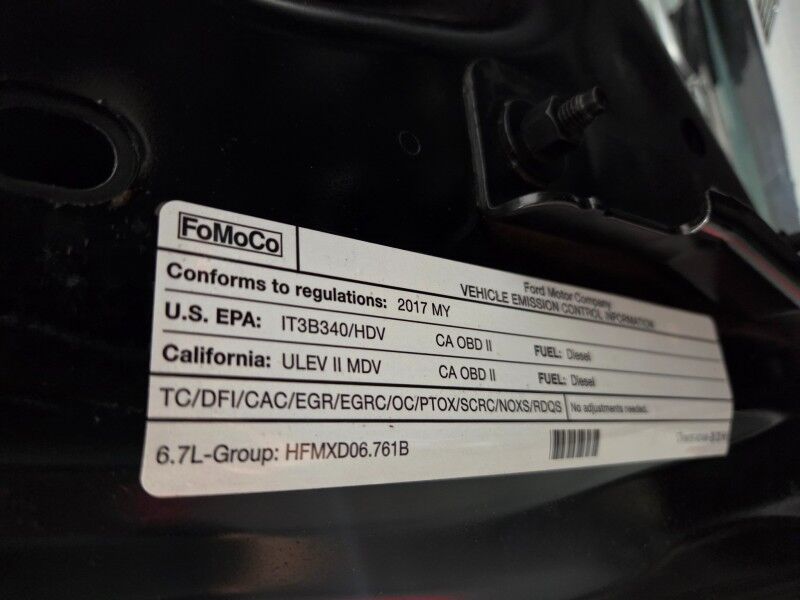 FoMoCo
Ford Motor Company
VEHICLE EMISSION CONTROL INFORMATION
Conforms to regulations: 2017 MY
U.S. EPA: IT3B340/HDV CA OBD II FUEL: Diesel
California: ULEV II MDV CA OBD II FUEL: Diesel
TC/DFI/CAC/EGR/EGRC/OC/PTOX/SCRC/NOXS/RDQS No adjustments needed.
6.7L-Group: HFMXD06.761B